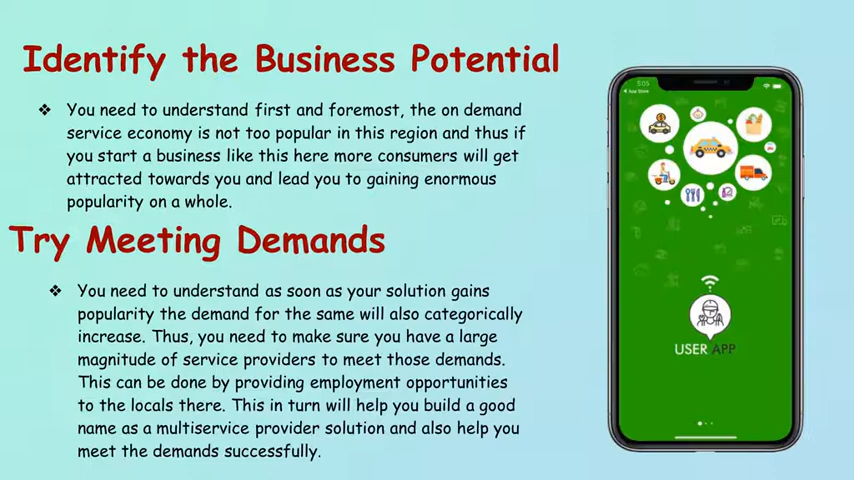 Identify the Business Potential
❖ You need to understand first and foremost, the on demand
service economy is not too popular in this region and thus if
you start a business like this here more consumers will get
attracted towards you and lead you to gaining enormous
popularity on a whole.
Try Meeting Demands
❖ You need to understand as soon as your solution gains
popularity the demand for the same will also categorically
increase. Thus, you need to make sure you have a large
magnitude of service providers to meet those demands.
This can be done by providing employment opportunities
to the locals there. This in turn will help you build a good
name as a multiservice provider solution and also help you
meet the demands successfully.
5:05
App Store
USER APP